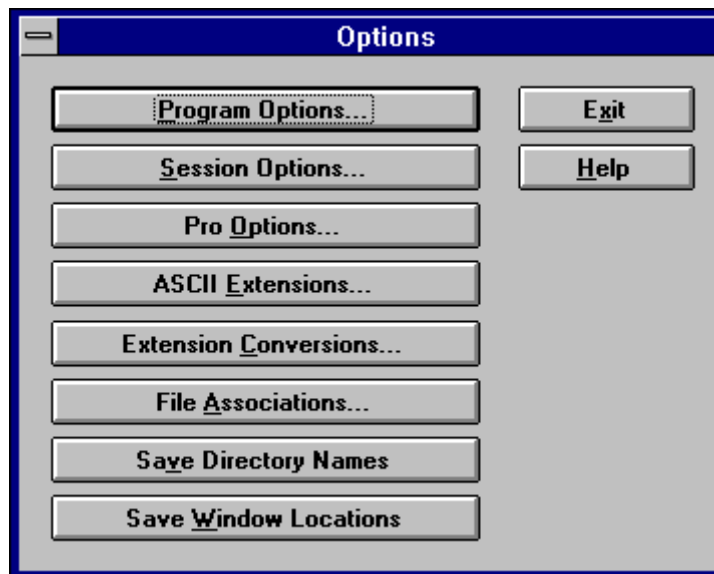 Options
Program Options...
Session Options...
Pro Options...
ASCII Extensions...
Extension Conversions...
File Associations...
Save Directory Names
Save Window Locations
Exit
Help